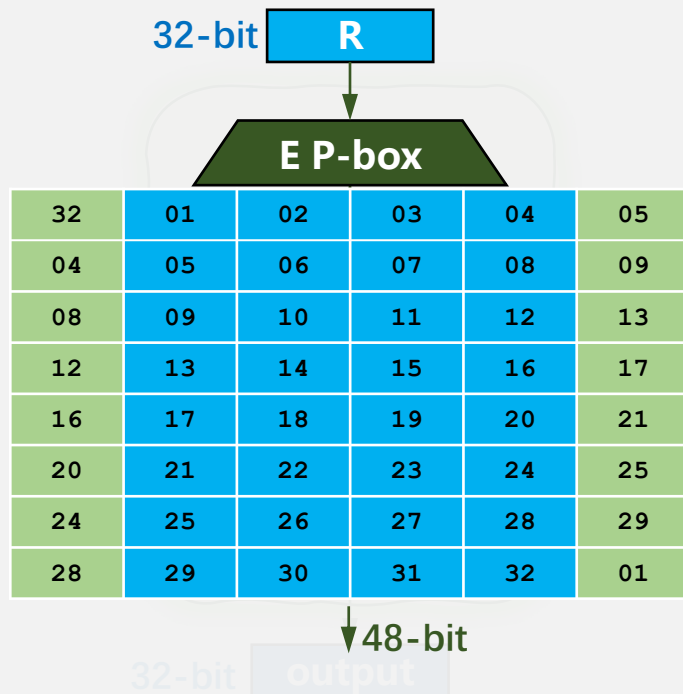 32-bit R
E P-box
32 01 02 03 04 05
04 05 06 07 08 09
08 09 10 11 12 13
12 13 14 15 16 17
16 17 18 19 20 21
20 21 22 23 24 25
24 25 26 27 28 29
28 29 30 31 32 01
48-bit
32-bit output